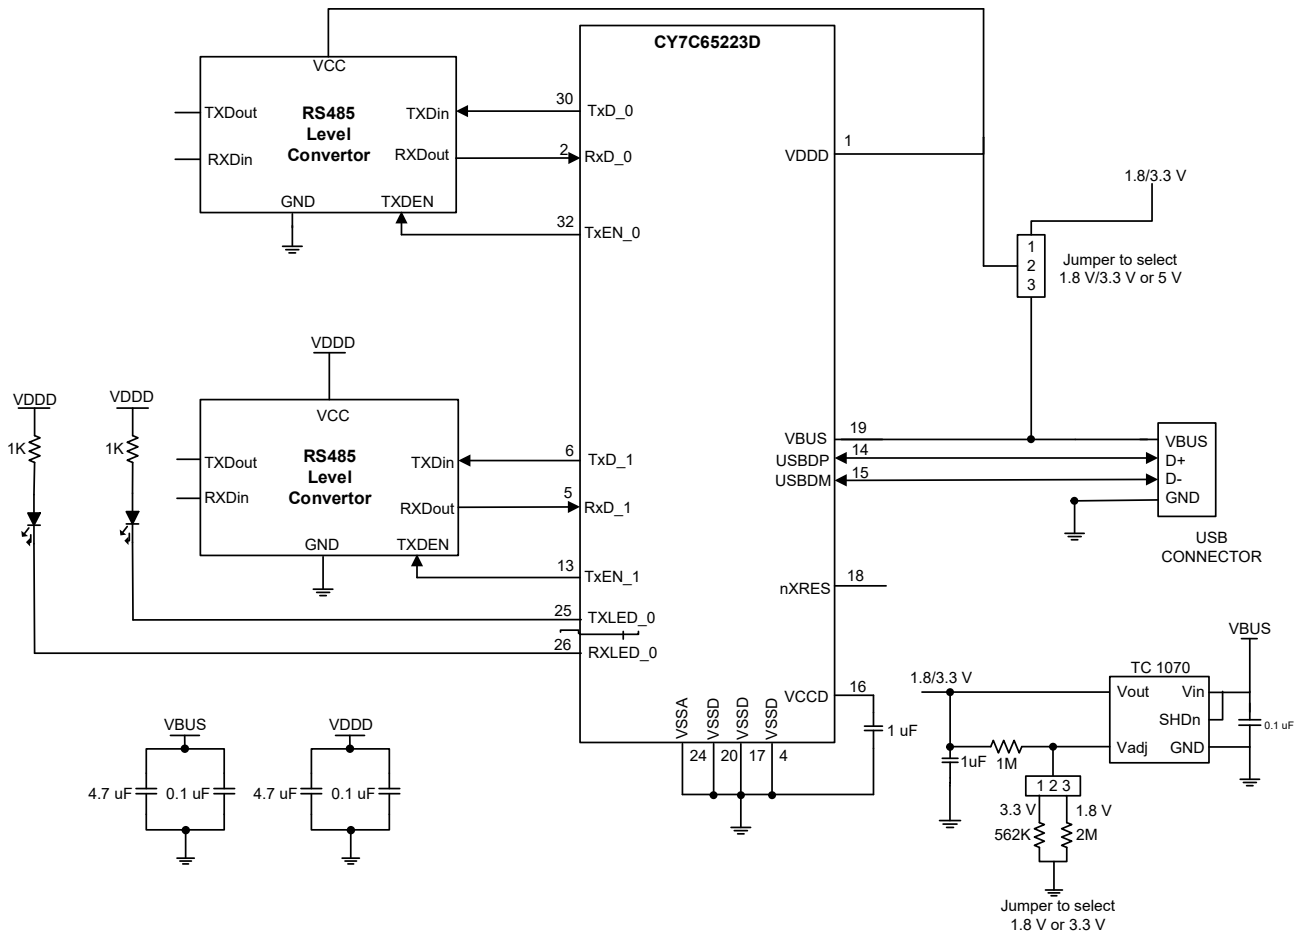 CY7C65223D
VCC
TXDout
RS485
Level
Convertor
TXDin
RXDin
RXDout
GND
TXDEN
30
TxD_0
2
RxD_0
32
TxEN_0
VDDD
1
1.8/3.3 V
1
2
3
Jumper to select
1.8 V/3.3 V or 5 V
VDDD
VCC
TXDout
RS485
Level
Convertor
TXDin
RXDin
RXDout
GND
TXDEN
VDDD
1K
VDDD
1K
6
TxD_1
5
RxD_1
13
TxEN_1
25
TXLED_0
26
RXLED_0
VBUS
19
USBDP
14
USBDM
15
VBUS
D+
D-
GND
USB
CONNECTOR
nXRES
18
VCCD
16
1 uF
VSSA
VSSD
VSSD
VSSD
24
20
17
4
VBUS
4.7 uF
0.1 uF
VDDD
4.7 uF
0.1 uF
VBUS
TC 1070
1.8/3.3 V
Vout
Vin
SHDn
Vadj
GND
0.1 uF
1uF
1M
1 2 3
3.3 V
1.8 V
562K
2M
Jumper to select
1.8 V or 3.3 V